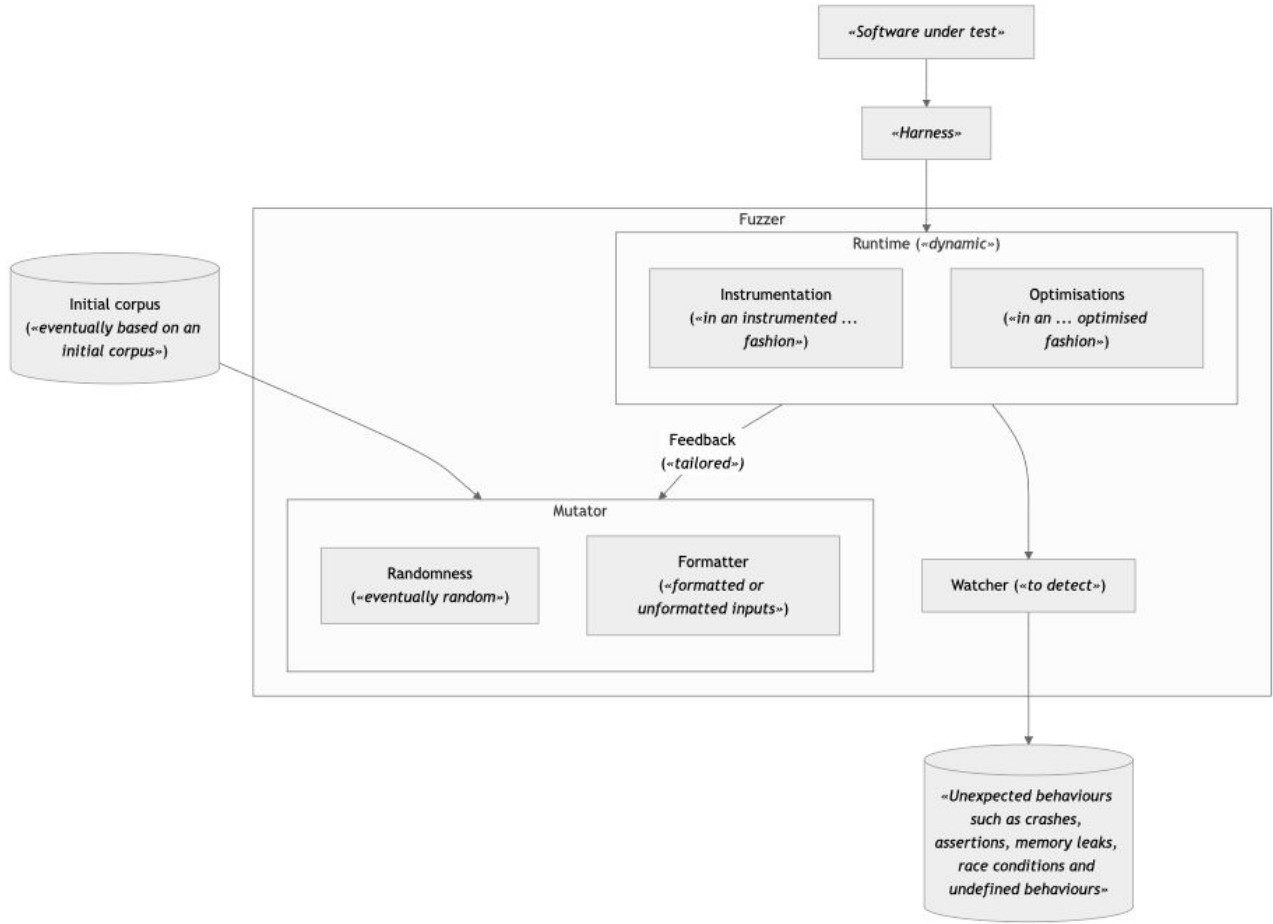 «Software under test»
«Harness»
Fuzzer
Runtime («dynamic»)
Initial corpus
(«eventually based on an
initial corpus»)
Instrumentation
(«in an instrumented ...
fashion»)
Optimisations
(«in an ... optimised
fashion»)
Feedback
(«tailored»)
Mutator
Randomness
(«eventually random»)
Formatter
(«formatted or
unformatted inputs»)
Watcher («to detect»)
«Unexpected behaviours
such as crashes,
assertions, memory leaks,
race conditions and
undefined behaviours»